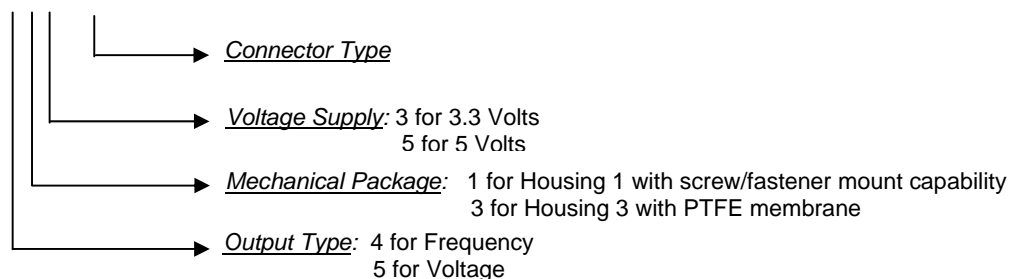 Connector Type
Voltage Supply: 3 for 3.3 Volts
5 for 5 Volts
Mechanical Package: 1 for Housing 1 with screw/fastener mount capability
3 for Housing 3 with PTFE membrane
Output Type: 4 for Frequency
5 for Voltage